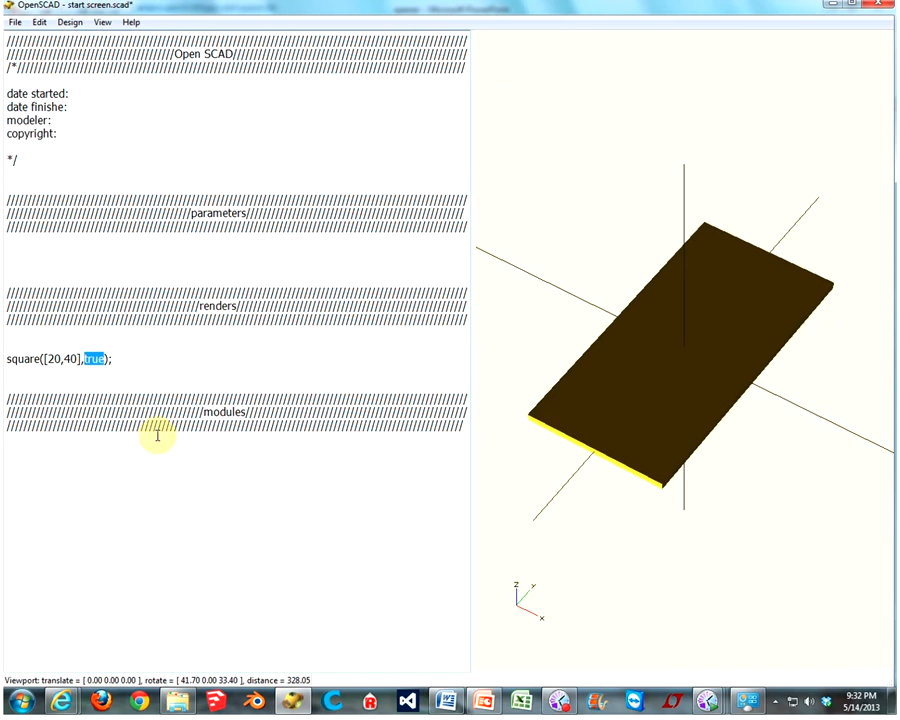 OpenSCAD - start screen.scad*
File Edit Design View Help
//////////////////////////////////////////////////////////////////////////////////////////////////////////////
////////////////////////////////////////Open SCAD////////////////////////////////////////////////////////
/*///////////////////////////////////////////////////////////////////////////////////////////////////////////
date started:
date finishe:
modeler:
copyright:
*/
//////////////////////////////////////////////////////////////////////////////////////////////////////////////
////////////////////////////////////////////parameters////////////////////////////////////////////////////
//////////////////////////////////////////////////////////////////////////////////////////////////////////////
//////////////////////////////////////////////////////////////////////////////////////////////////////////////
//////////////////////////////////////////////renders///////////////////////////////////////////////////////
//////////////////////////////////////////////////////////////////////////////////////////////////////////////
square([20,40],true);
//////////////////////////////////////////////////////////////////////////////////////////////////////////////
///////////////////////////////////////////////modules/////////////////////////////////////////////////////
/////////////////////////////////////////////////////////////////////////////////////////////////////////////
Z
Y
X
Viewport: translate = [ 0.00 0.00 0.00 ], rotate = [ 41.70 0.00 33.40 ], distance = 328.05
9:32 PM
5/14/2013